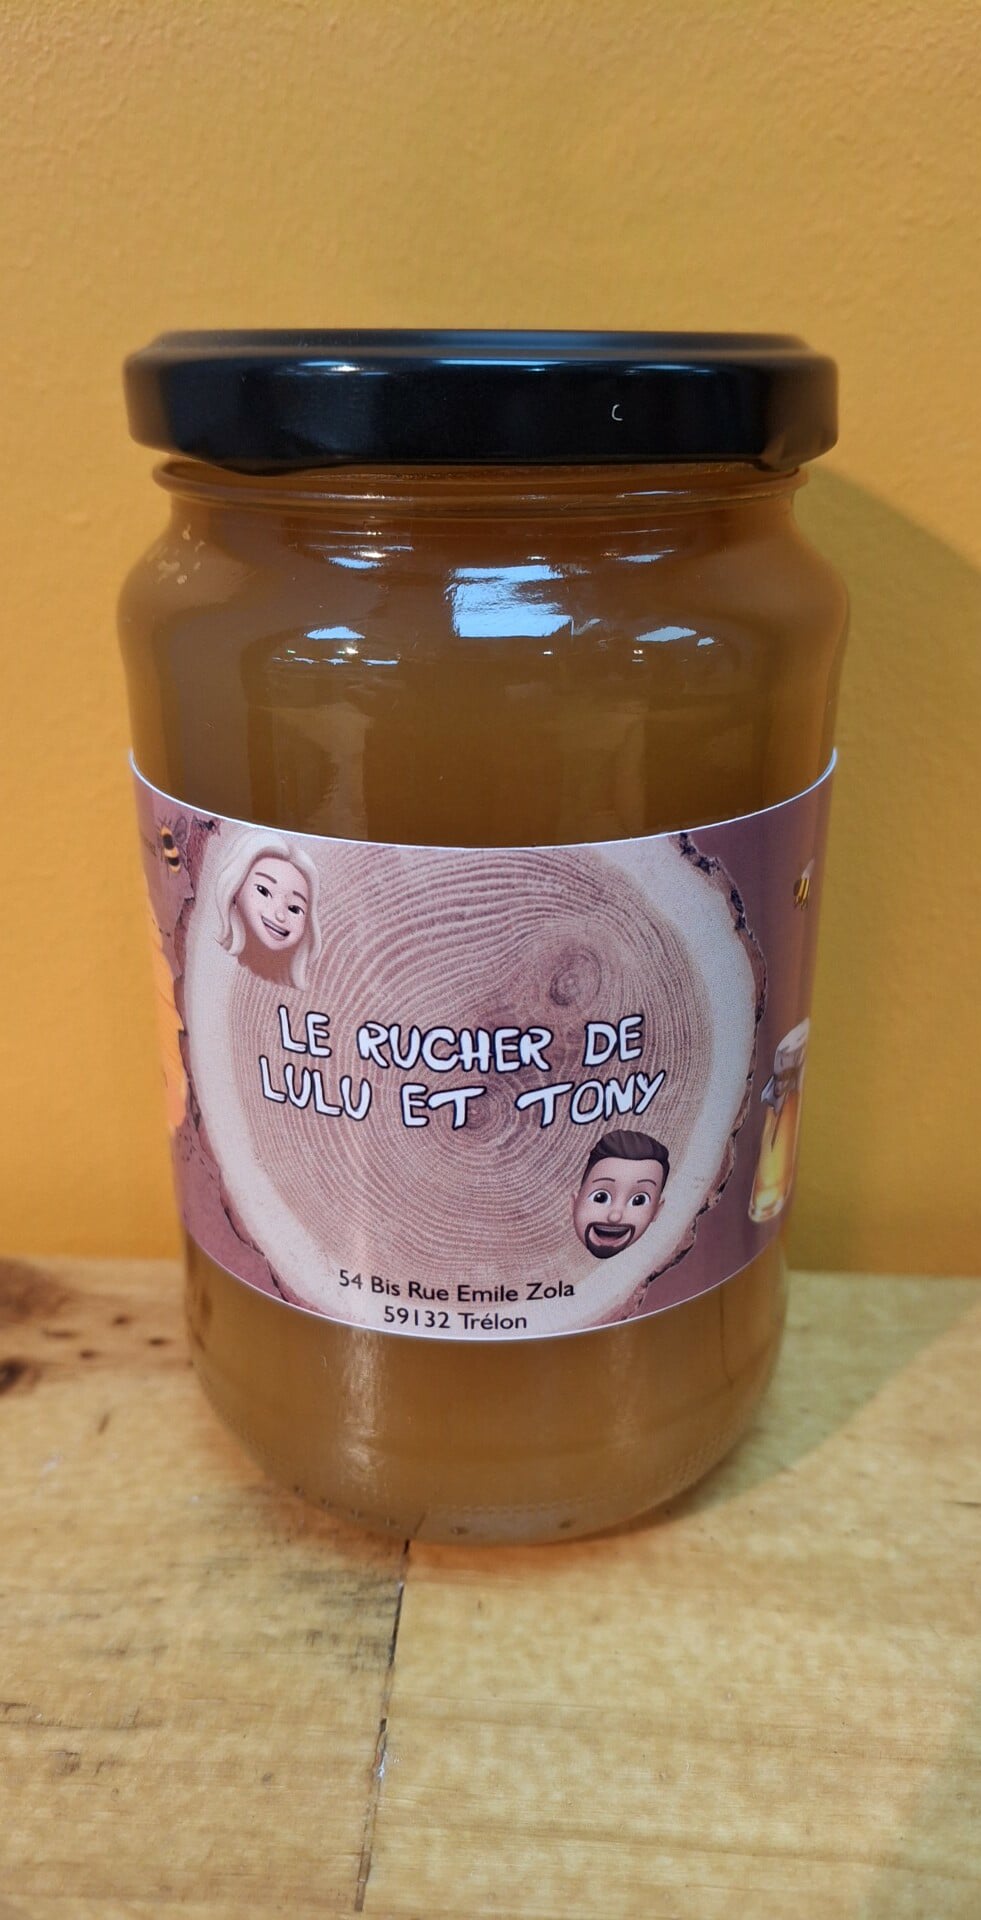 LE RUCHER DE
LULU ET TONY
54 Bis Rue Emile Zola
59132 Trélon